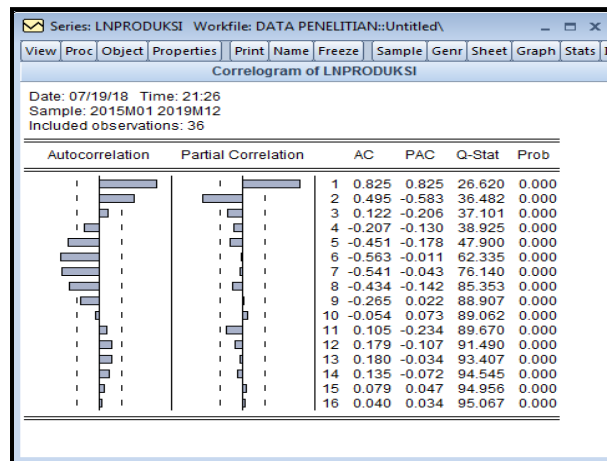 Series: LNPRODUKSI Workfile: DATA PENELITIAN::Untitled\
View Proc Object Properties Print Name Freeze Sample Genr Sheet Graph Stats
Correlogram of LNPRODUKSI
Date: 07/19/18 Time: 21:26
Sample: 2015M01 2019M12
Included observations: 36
Autocorrelation Partial Correlation AC PAC Q-Stat Prob
1 0.825 0.825 26.620 0.000
2 0.495 -0.583 36.482 0.000
3 0.122 -0.206 37.101 0.000
4 -0.207 -0.130 38.925 0.000
5 -0.451 -0.178 47.900 0.000
6 -0.563 -0.011 62.335 0.000
7 -0.541 -0.043 76.140 0.000
8 -0.434 -0.142 85.353 0.000
9 -0.265 0.022 88.907 0.000
10 -0.054 0.073 89.062 0.000
11 0.105 -0.234 89.670 0.000
12 0.179 -0.107 91.490 0.000
13 0.180 -0.034 93.407 0.000
14 0.135 -0.072 94.545 0.000
15 0.079 0.047 94.956 0.000
16 0.040 0.034 95.067 0.000